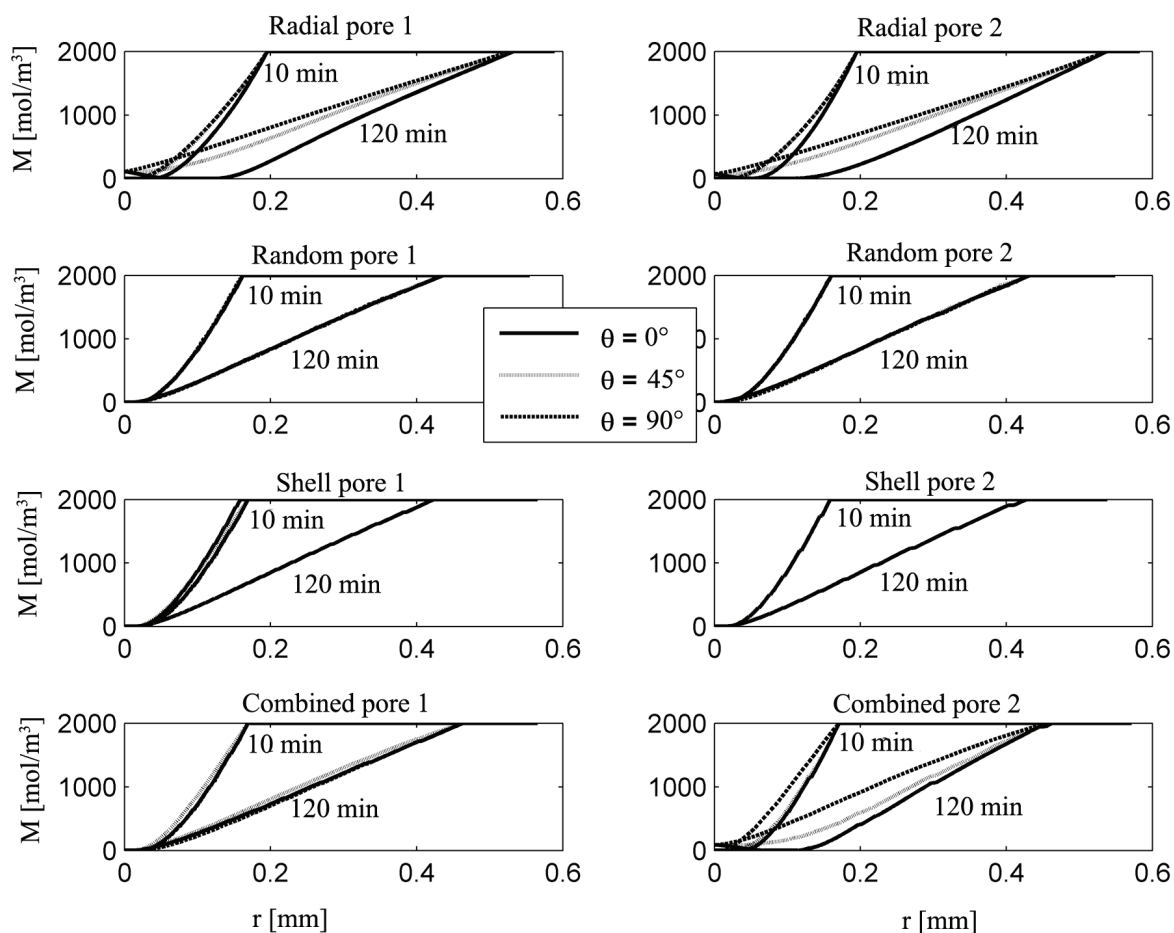 Radial pore 1
M [mol/m³]
2000
1000
0
10 min
120 min
0 0.2 0.4 0.6
Radial pore 2
2000
1000
0
10 min
120 min
0 0.2 0.4 0.6
Random pore 1
M [mol/m³]
2000
1000
0
10 min
120 min
0 0.2 0.4 0.6
Random pore 2
0
10 min
120 min
0 0.2 0.4 0.6
θ = 0°
θ = 45°
θ = 90°
Shell pore 1
M [mol/m³]
2000
1000
0
10 min
120 min
0 0.2 0.4 0.6
Shell pore 2
2000
1000
0
10 min
120 min
0 0.2 0.4 0.6
Combined pore 1
M [mol/m³]
2000
1000
0
10 min
120 min
0 0.2 0.4 0.6
r [mm]
Combined pore 2
2000
1000
0
10 min
120 min
0 0.2 0.4 0.6
r [mm]